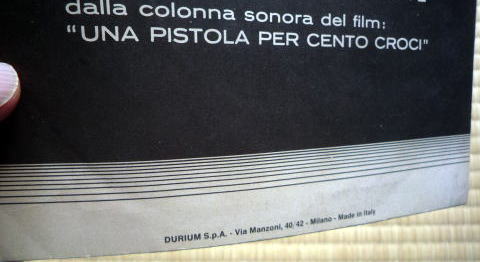 dalla colonna sonora del film:
"UNA PISTOLA PER CENTO CROCI"
DURIUM S.p.A. - Via Manzoni, 40/42 - Milano - Made in Italy